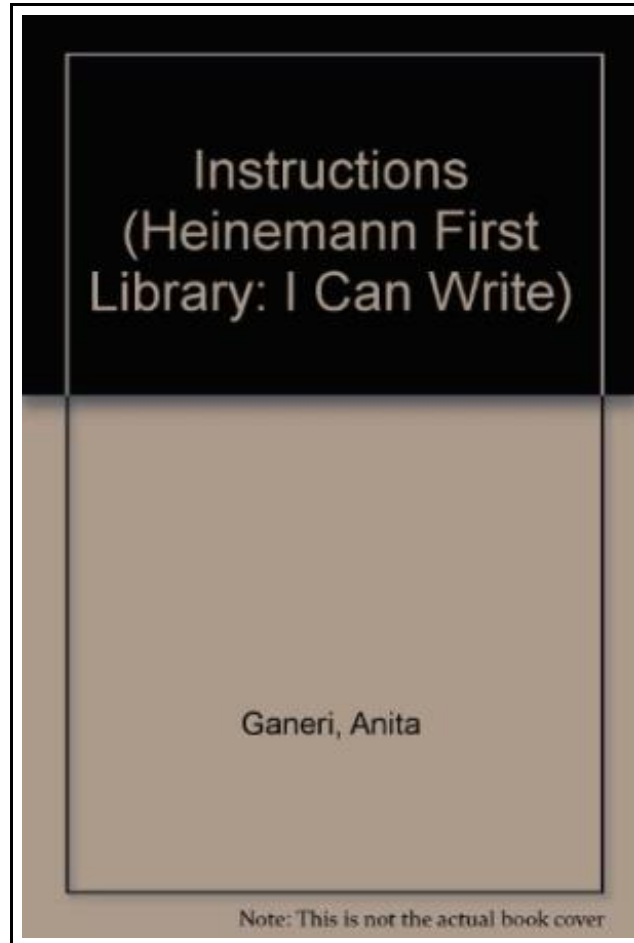 Instructions
(Heinemann First
Library: I Can Write)
Ganeri, Anita
Note: This is not the actual book cover